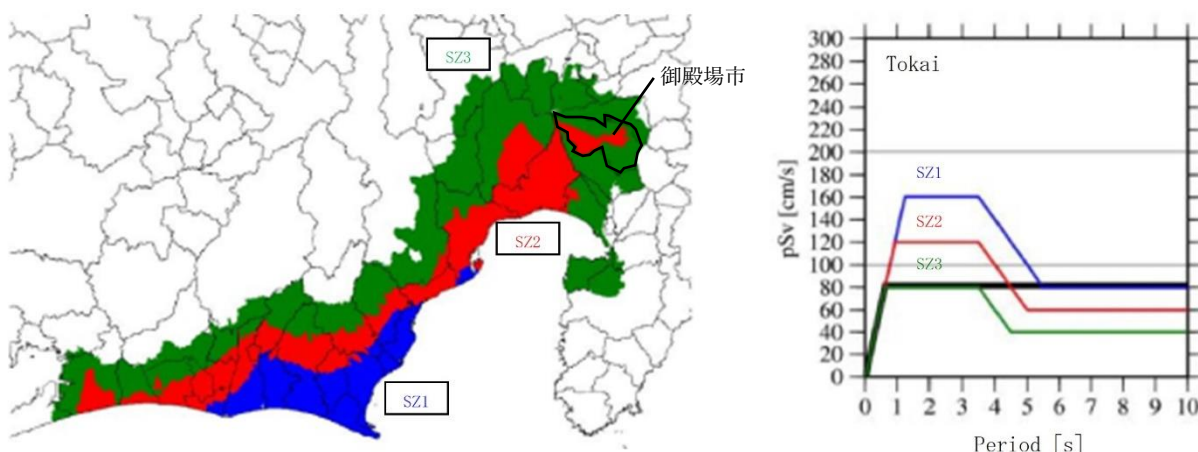 SZ3
御殿場市
SZ2
SZ1
300
280
260
240
220
200
180
160
140
120
100
80
60
40
20
0
pSv [cm/s]
Tokai
SZ1
SZ2
SZ3
0 1 2 3 4 5 6 7 8 9 10
Period [s]